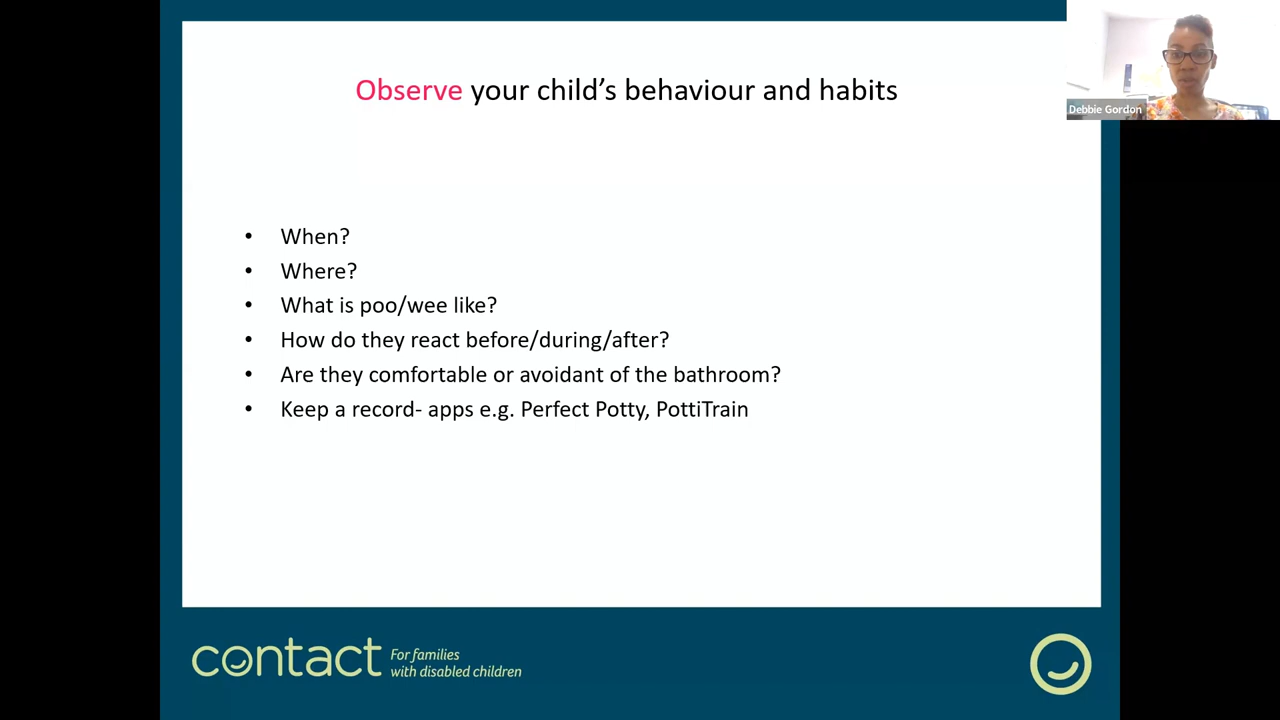 Observe your child's behaviour and habits
Debbie Gordon
• When?
• Where?
• What is poo/wee like?
• How do they react before/during/after?
• Are they comfortable or avoidant of the bathroom?
• Keep a record- apps e.g. Perfect Potty, PottiTrain
contact For families
with disabled children